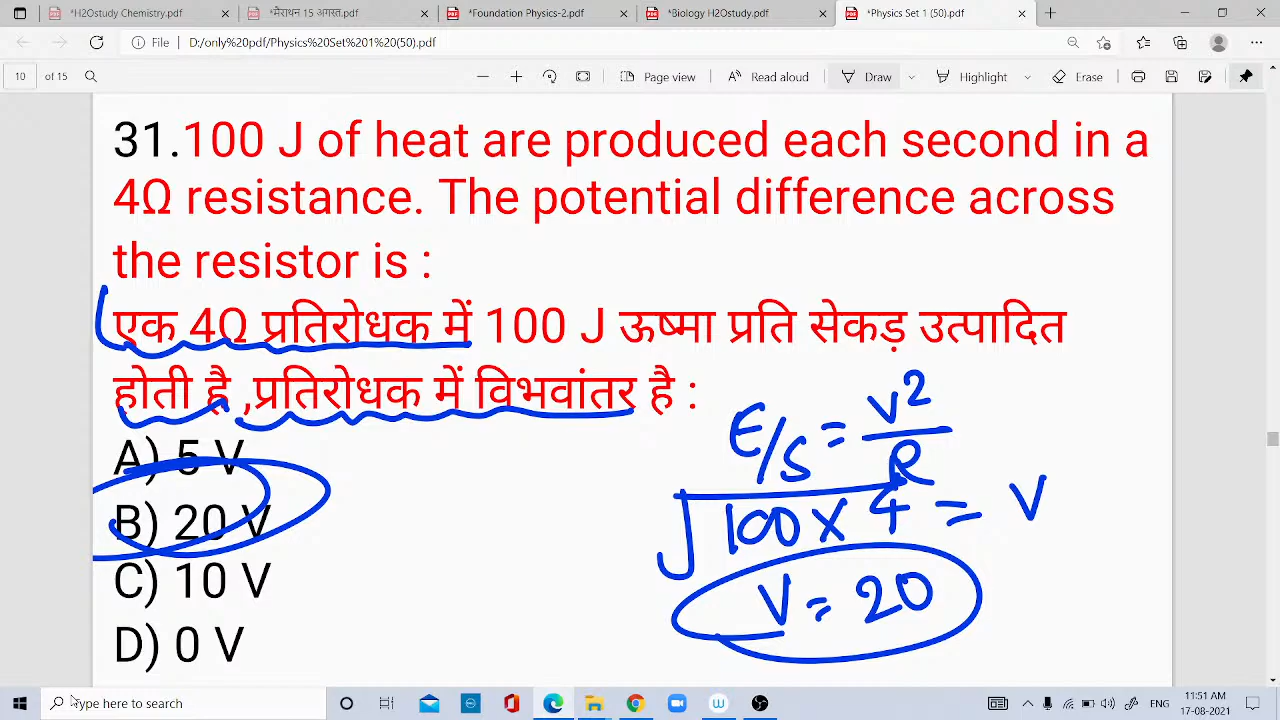 *H2Ostudy Chemistry.pdf
*मैराथन 15 अगस्त.pdf
*Foundation Physics-2.pdf
*Biology H2Ostudy.pdf
*Physics Set 1 (50).pdf
File D:/only%20pdf/Physics%20Set%201%20(50).pdf
10 of 15 Page view Read aloud Draw Highlight Erase
31.100 J of heat are produced each second in a
4Ω resistance. The potential difference across
the resistor is :
एक 4Ω प्रतिरोधक में 100 J ऊष्मा प्रति सेकड़ उत्पादित
होती है ,प्रतिरोधक में विभवांतर है :
A) 5 V
B) 20 V
C) 10 V
D) 0 V
E/S = V²/R
√100 × 4 = V
V = 20
Type here to search
ENG
11:51 AM
17-08-2021